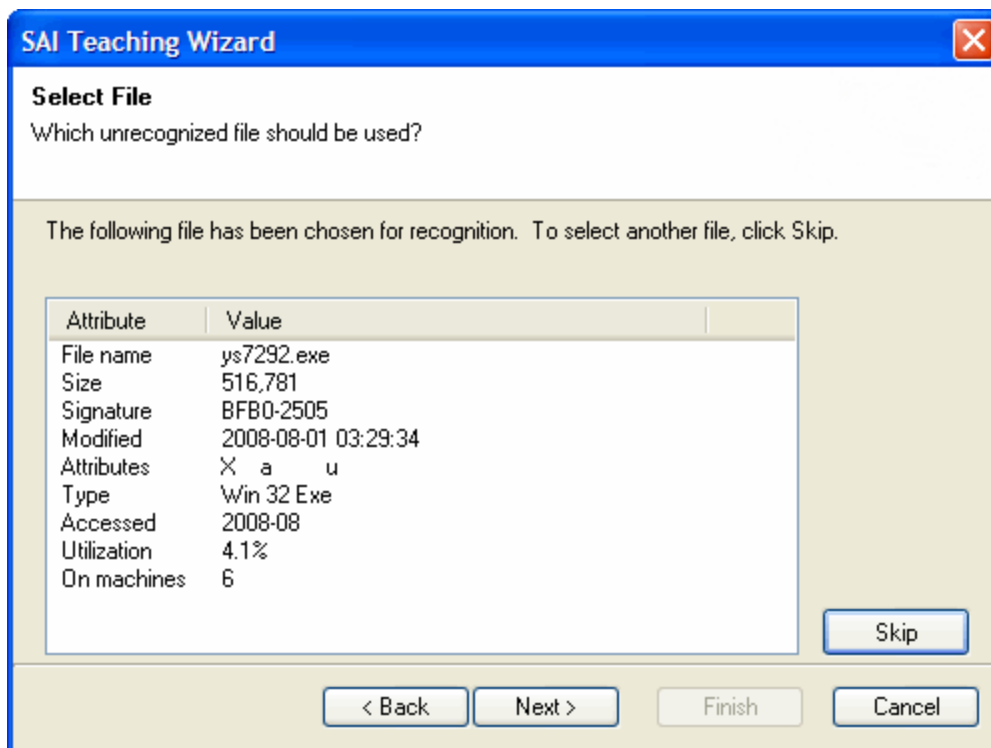 SAI Teaching Wizard
Select File
Which unrecognized file should be used?
The following file has been chosen for recognition.  To select another file, click Skip.
Attribute Value
File name ys7292.exe
Size 516,781
Signature BFB0-2505
Modified 2008-08-01 03:29:34
Attributes X a u
Type Win 32 Exe
Accessed 2008-08
Utilization 4.1%
On machines 6
Skip
< Back Next > Finish Cancel